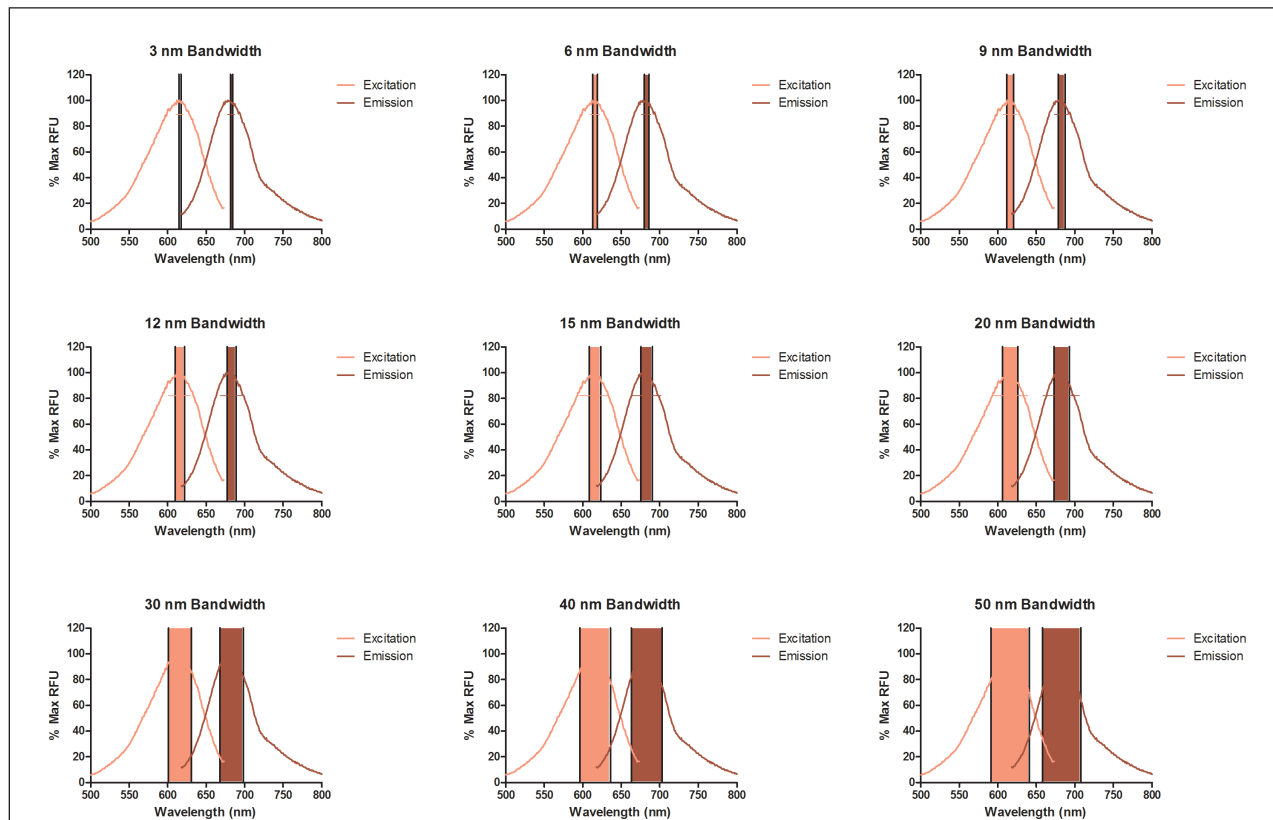 3 nm Bandwidth
120
100
80
60
40
20
0
% Max RFU
500 550 600 650 700 750 800
Wavelength (nm)
Excitation
Emission
6 nm Bandwidth
120
100
80
60
40
20
0
% Max RFU
500 550 600 650 700 750 800
Wavelength (nm)
Excitation
Emission
9 nm Bandwidth
120
100
80
60
40
20
0
% Max RFU
500 550 600 650 700 750 800
Wavelength (nm)
Excitation
Emission
12 nm Bandwidth
120
100
80
60
40
20
0
% Max RFU
500 550 600 650 700 750 800
Wavelength (nm)
Excitation
Emission
15 nm Bandwidth
120
100
80
60
40
20
0
% Max RFU
500 550 600 650 700 750 800
Wavelength (nm)
Excitation
Emission
20 nm Bandwidth
120
100
80
60
40
20
0
% Max RFU
500 550 600 650 700 750 800
Wavelength (nm)
Excitation
Emission
30 nm Bandwidth
120
100
80
60
40
20
0
% Max RFU
500 550 600 650 700 750 800
Wavelength (nm)
Excitation
Emission
40 nm Bandwidth
120
100
80
60
40
20
0
% Max RFU
500 550 600 650 700 750 800
Wavelength (nm)
Excitation
Emission
50 nm Bandwidth
120
100
80
60
40
20
0
% Max RFU
500 550 600 650 700 750 800
Wavelength (nm)
Excitation
Emission